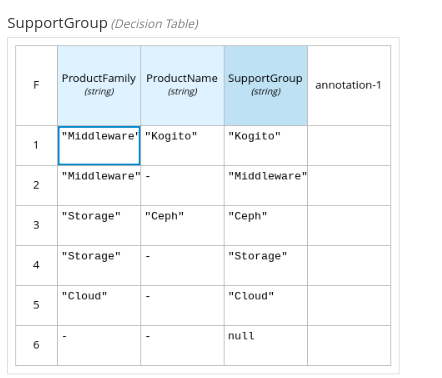 SupportGroup (Decision Table)
F ProductFamily (string) ProductName (string) SupportGroup (string) annotation-1
1 "Middleware" "Kogito" "Kogito"
2 "Middleware" - "Middleware"
3 "Storage" "Ceph" "Ceph"
4 "Storage" - "Storage"
5 "Cloud" - "Cloud"
6 - - null